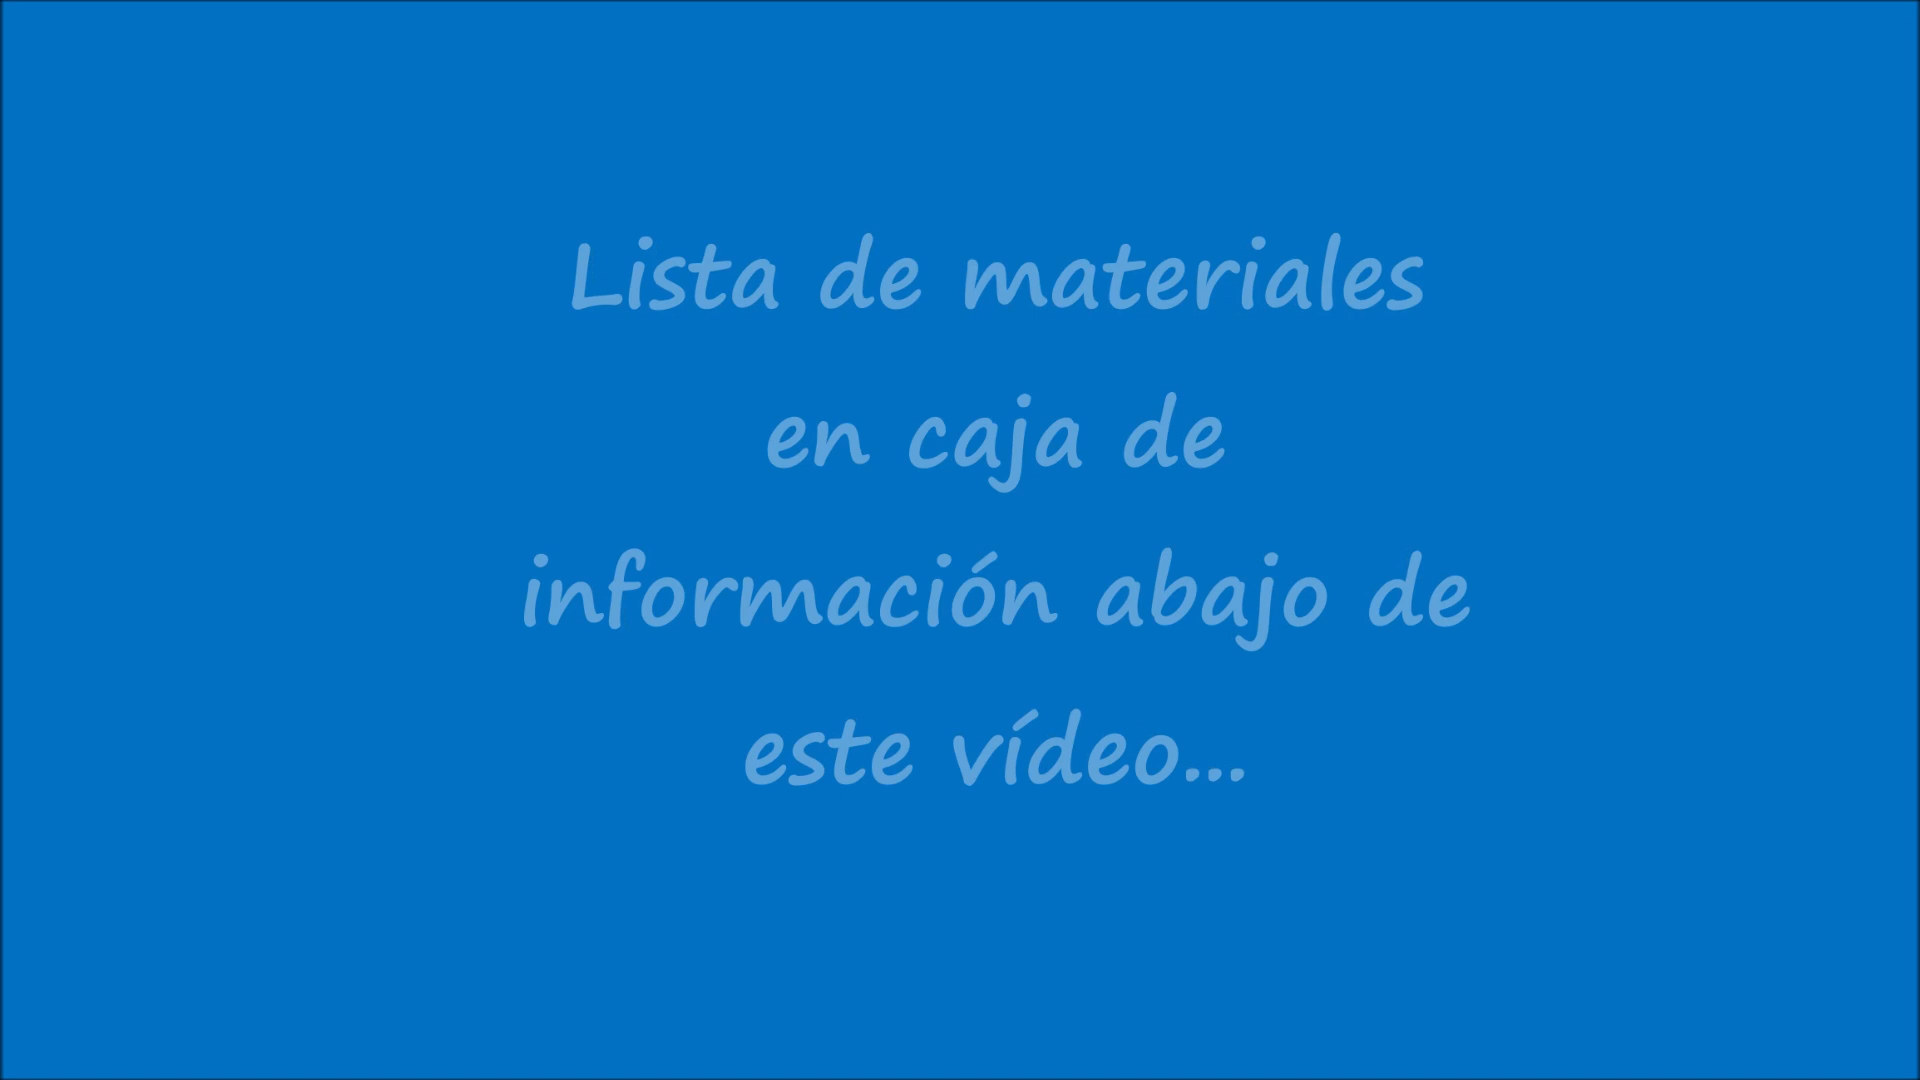 Lista de materiales
en caja de
información abajo de
este vídeo...